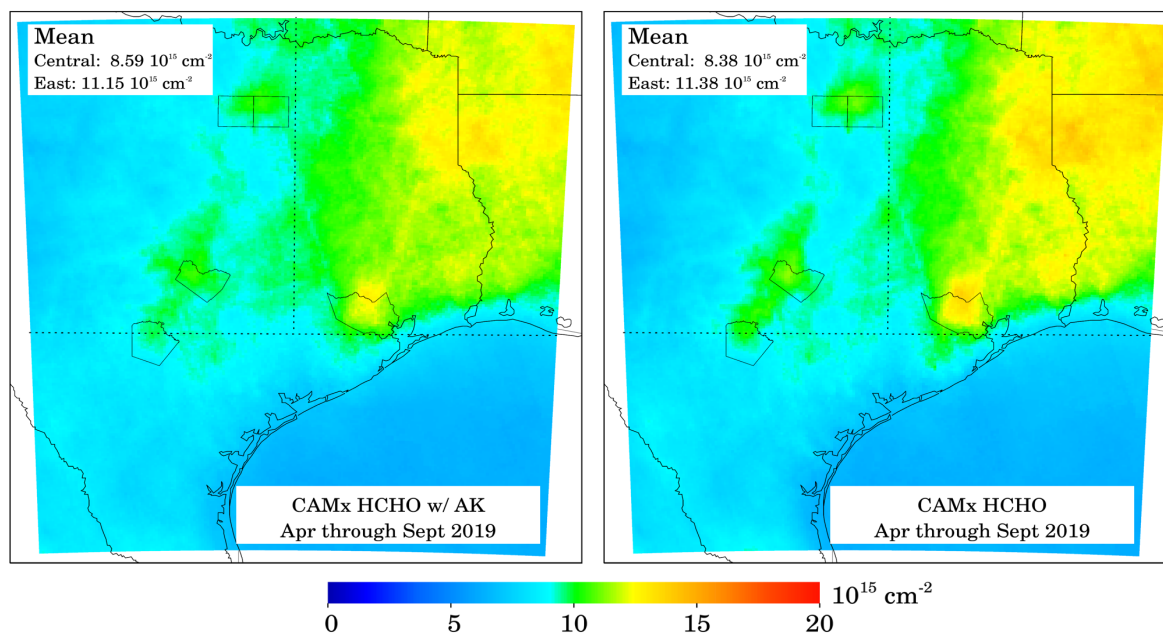 Mean
Central: 8.59 10¹⁵ cm⁻²
East: 11.15 10¹⁵ cm⁻²
CAMx HCHO w/ AK
Apr through Sept 2019
Mean
Central: 8.38 10¹⁵ cm⁻²
East: 11.38 10¹⁵ cm⁻²
CAMx HCHO
Apr through Sept 2019
10¹⁵ cm⁻²
0 5 10 15 20